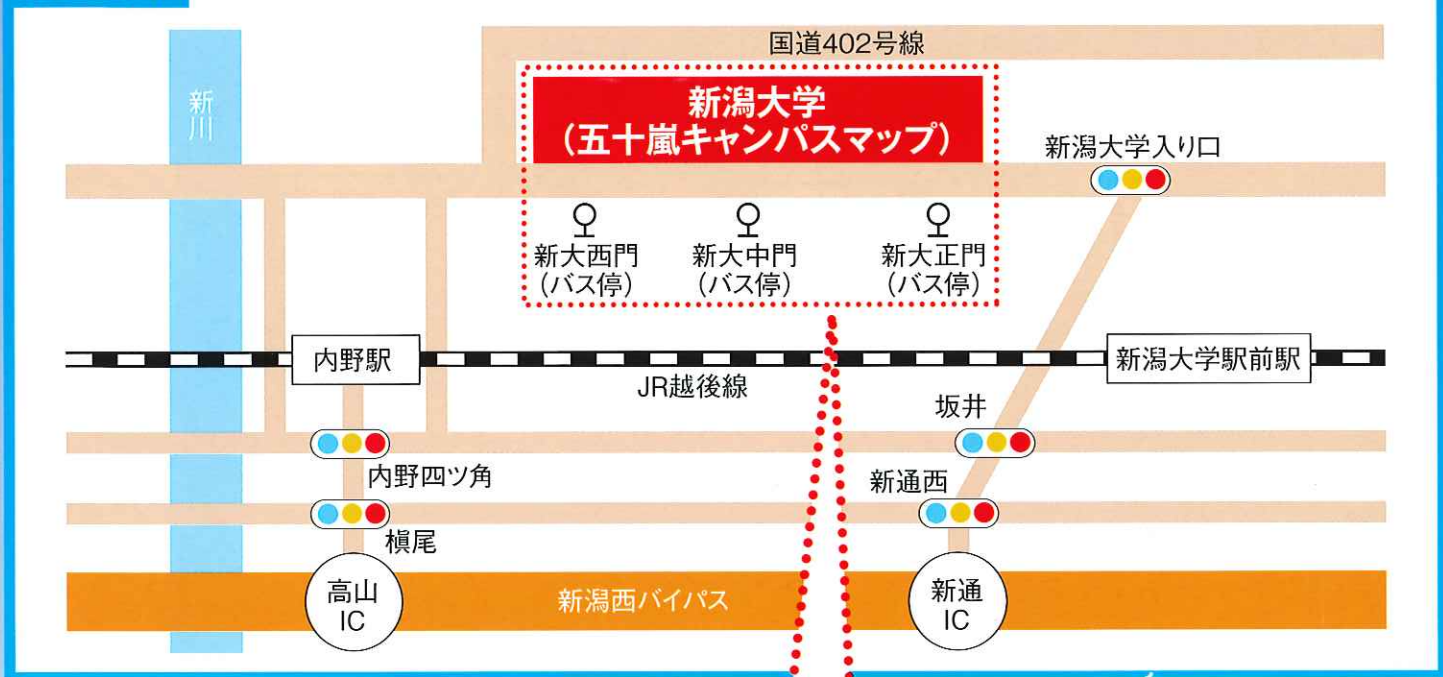 国道402号線
新川
新潟大学
(五十嵐キャンパスマップ)
新潟大学入り口
新大西門
(バス停)
新大中門
(バス停)
新大正門
(バス停)
内野駅
新潟大学駅前駅
JR越後線
坂井
内野四ツ角
新通西
槇尾
高山
IC
新潟西バイパス
新通
IC